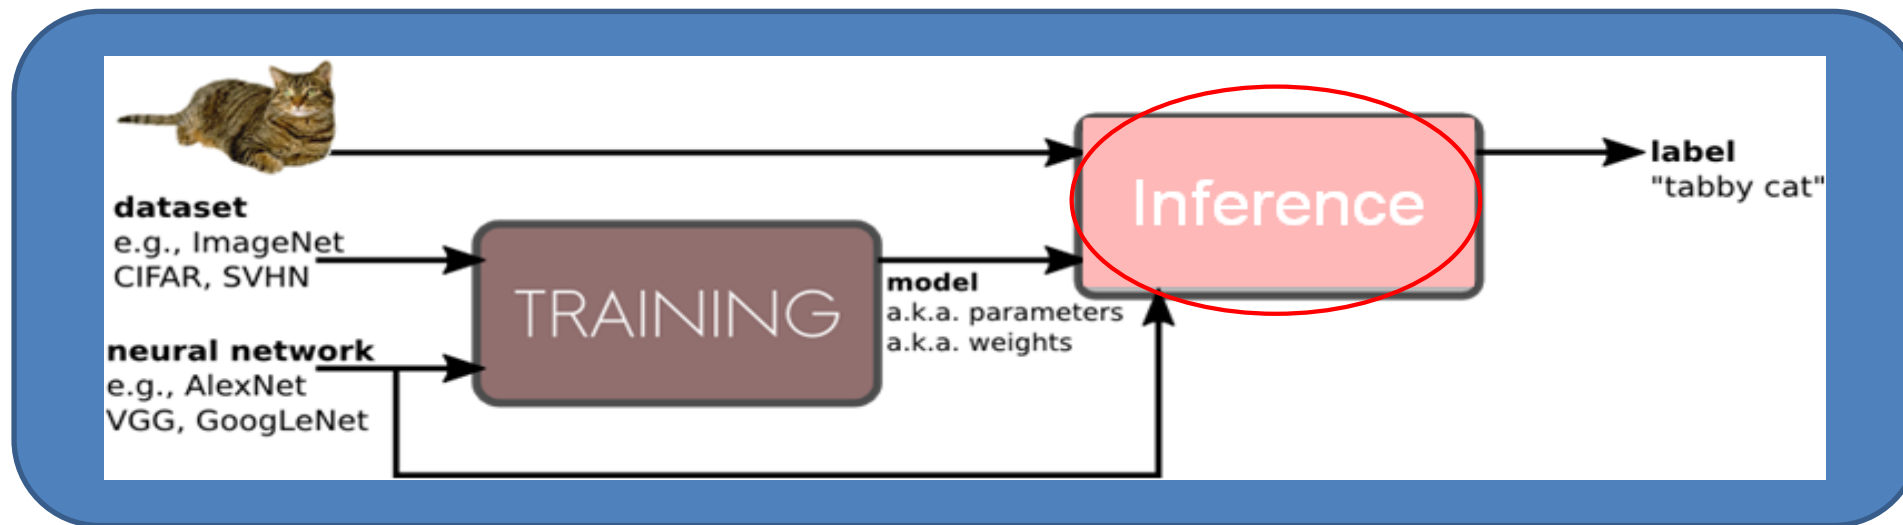 dataset
e.g., ImageNet
CIFAR, SVHN
neural network
e.g., AlexNet
VGG, GoogLeNet
TRAINING
model
a.k.a. parameters
a.k.a. weights
Inference
label
"tabby cat"